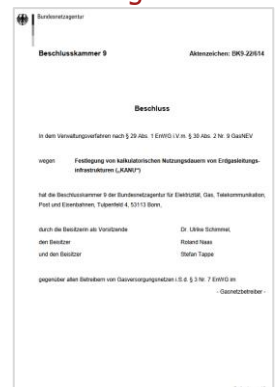 Bundesnetzagentur
Beschlusskammer 9 Aktenzeichen: BK9-22/614
Beschluss
In dem Verwaltungsverfahren nach § 29 Abs. 1 EnWG i.V.m. § 30 Abs. 2 Nr. 9 GasNEV
wegen Festlegung von kalkulatorischen Nutzungsdauern von Erdgasleitungs-
infrastrukturen („KANU“)
hat die Beschlusskammer 9 der Bundesnetzagentur für Elektrizität, Gas, Telekommunikation,
Post und Eisenbahnen, Tulpenfeld 4, 53113 Bonn,
durch die Beisitzerin als Vorsitzende Dr. Ulrike Schimmel,
den Beisitzer Roland Naas
und den Beisitzer Stefan Tappe
gegenüber allen Betreibern von Gasversorgungsnetzen i.S.d. § 3 Nr. 7 EnWG im
- Gasnetzbetreiber -